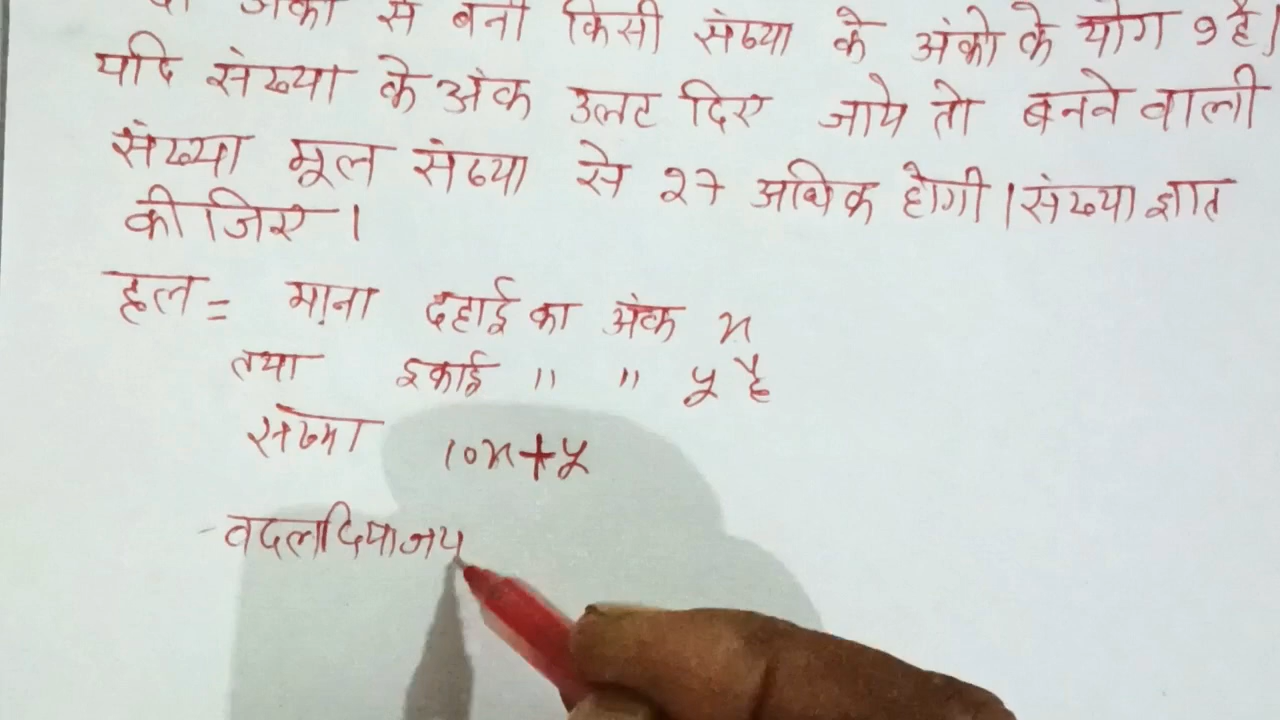 से बनी किसी संख्या के अंको के योग 9 है।
यदि संख्या के अंक उलट दिए जाये तो बनने वाली
संख्या मूल संख्या से 27 अधिक होगी। संख्या ज्ञात
कीजिए।
हल = माना दहाई का अंक x
तथा इकाई " " y है
संख्या 10x+y
बदल दिया जाय